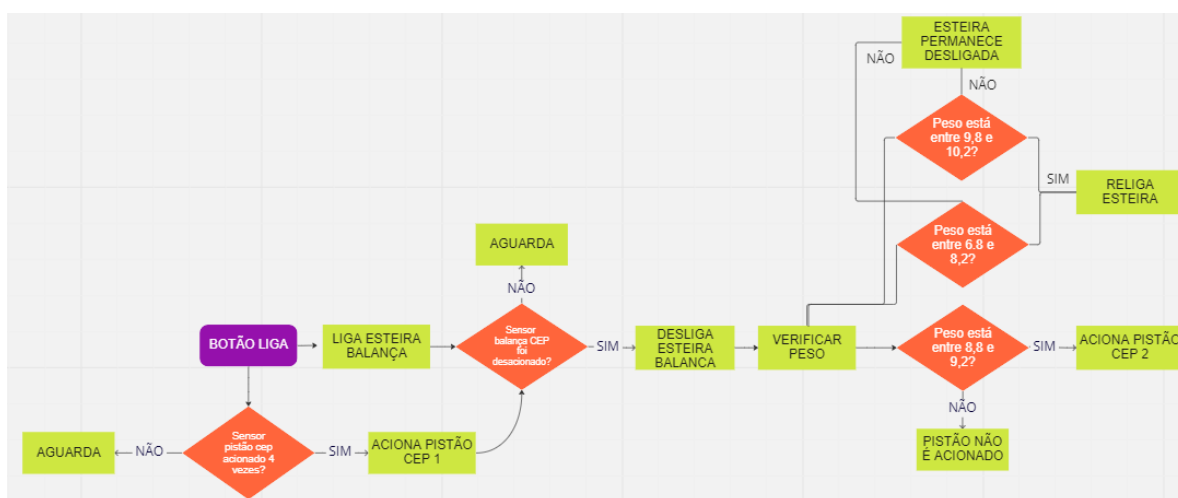 ESTEIRA
PERMANECE
DESLIGADA
NÃO
NÃO
Peso está
entre 9,8 e
10,2?
SIM
RELIGA
ESTEIRA
Peso está
entre 6.8 e
8,2?
AGUARDA
NÃO
BOTÃO LIGA
LIGA ESTEIRA
BALANÇA
Sensor
balança CEP
foi
desacionado?
SIM
DESLIGA
ESTEIRA
BALANCA
VERIFICAR
PESO
Peso está
entre 8,8 e
9,2?
SIM
ACIONA PISTÃO
CEP 2
NÃO
PISTÃO NÃO
É ACIONADO
AGUARDA
NÃO
Sensor
pistão cep
acionado 4
vezes?
SIM
ACIONA PISTÃO
CEP 1